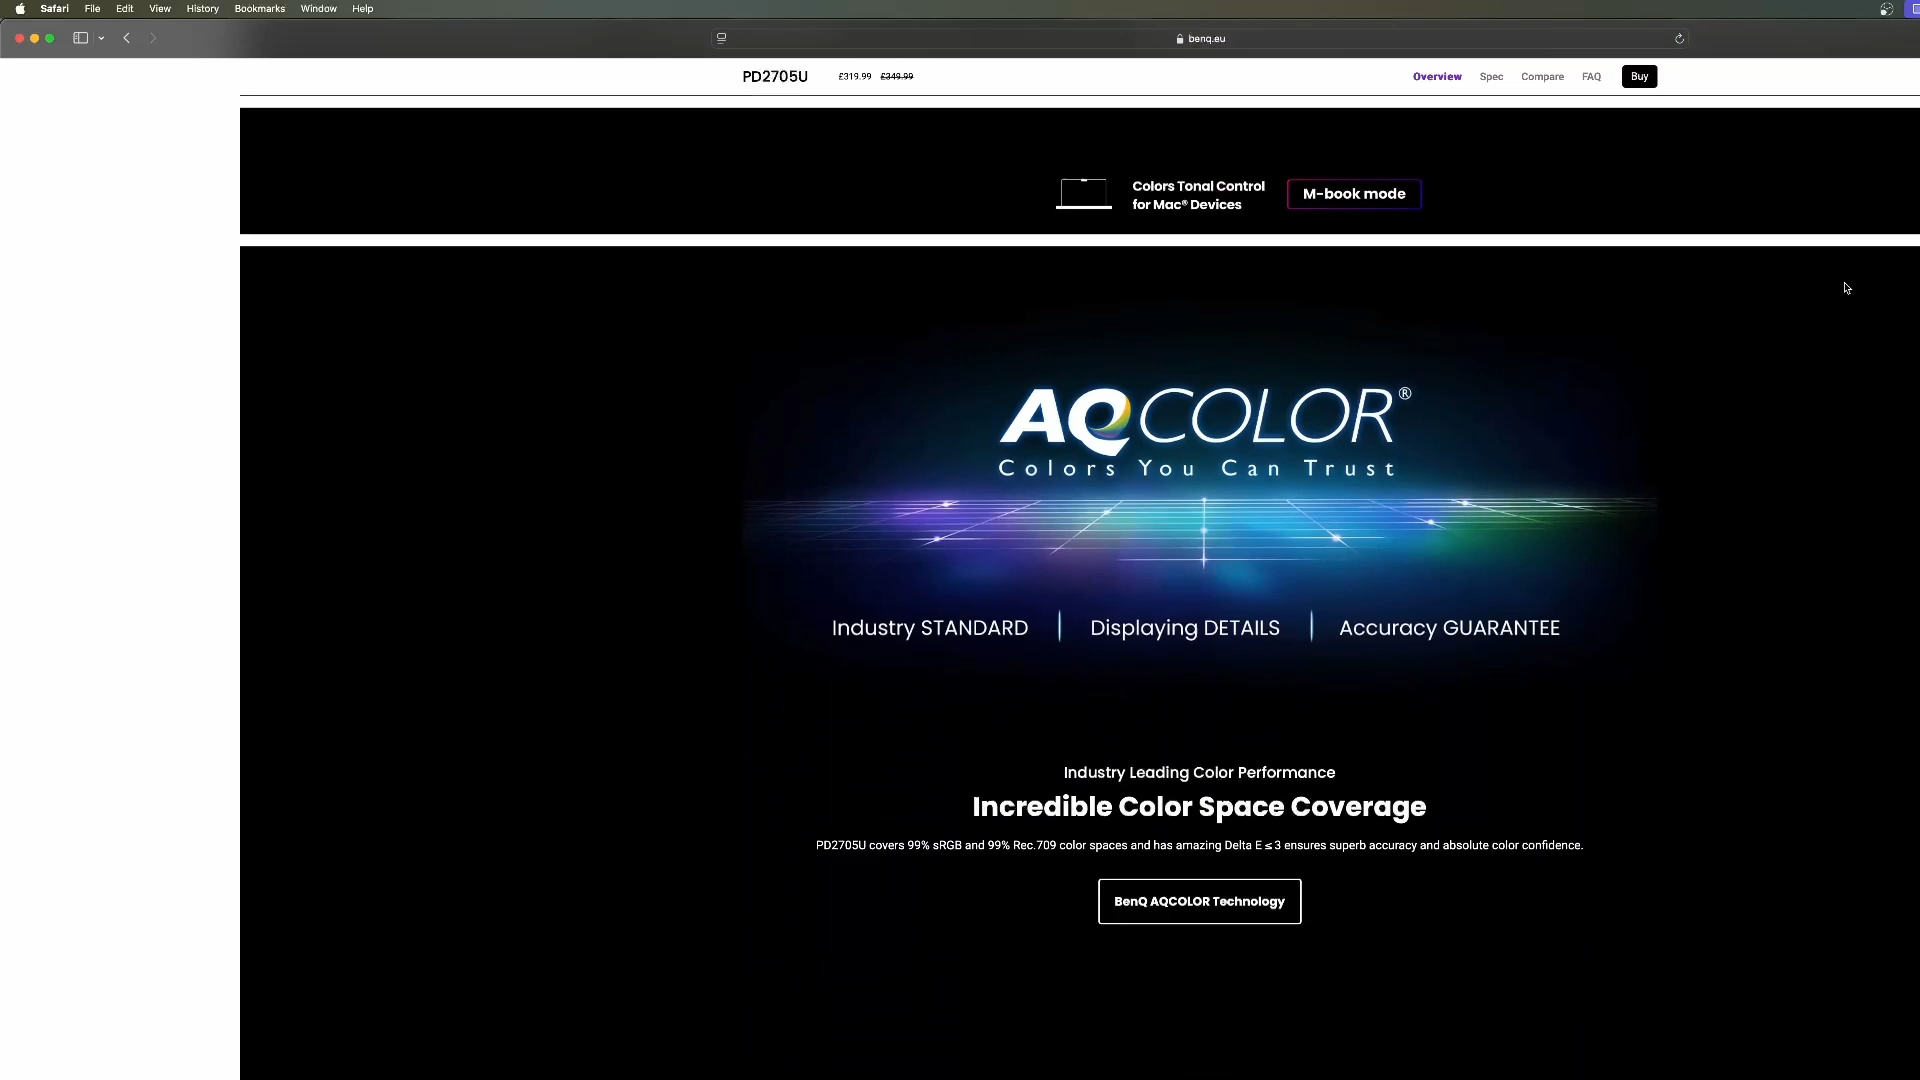 Safari File Edit View History Bookmarks Window Help
benq.eu
PD2705U £319.99 £349.99 Overview Spec Compare FAQ Buy
Colors Tonal Control
for Mac® Devices
M-book mode
AQCOLOR®
Colors You Can Trust
Industry STANDARD
Displaying DETAILS
Accuracy GUARANTEE
Industry Leading Color Performance
Incredible Color Space Coverage
PD2705U covers 99% sRGB and 99% Rec.709 color spaces and has amazing Delta E ≤ 3 ensures superb accuracy and absolute color confidence.
BenQ AQCOLOR Technology